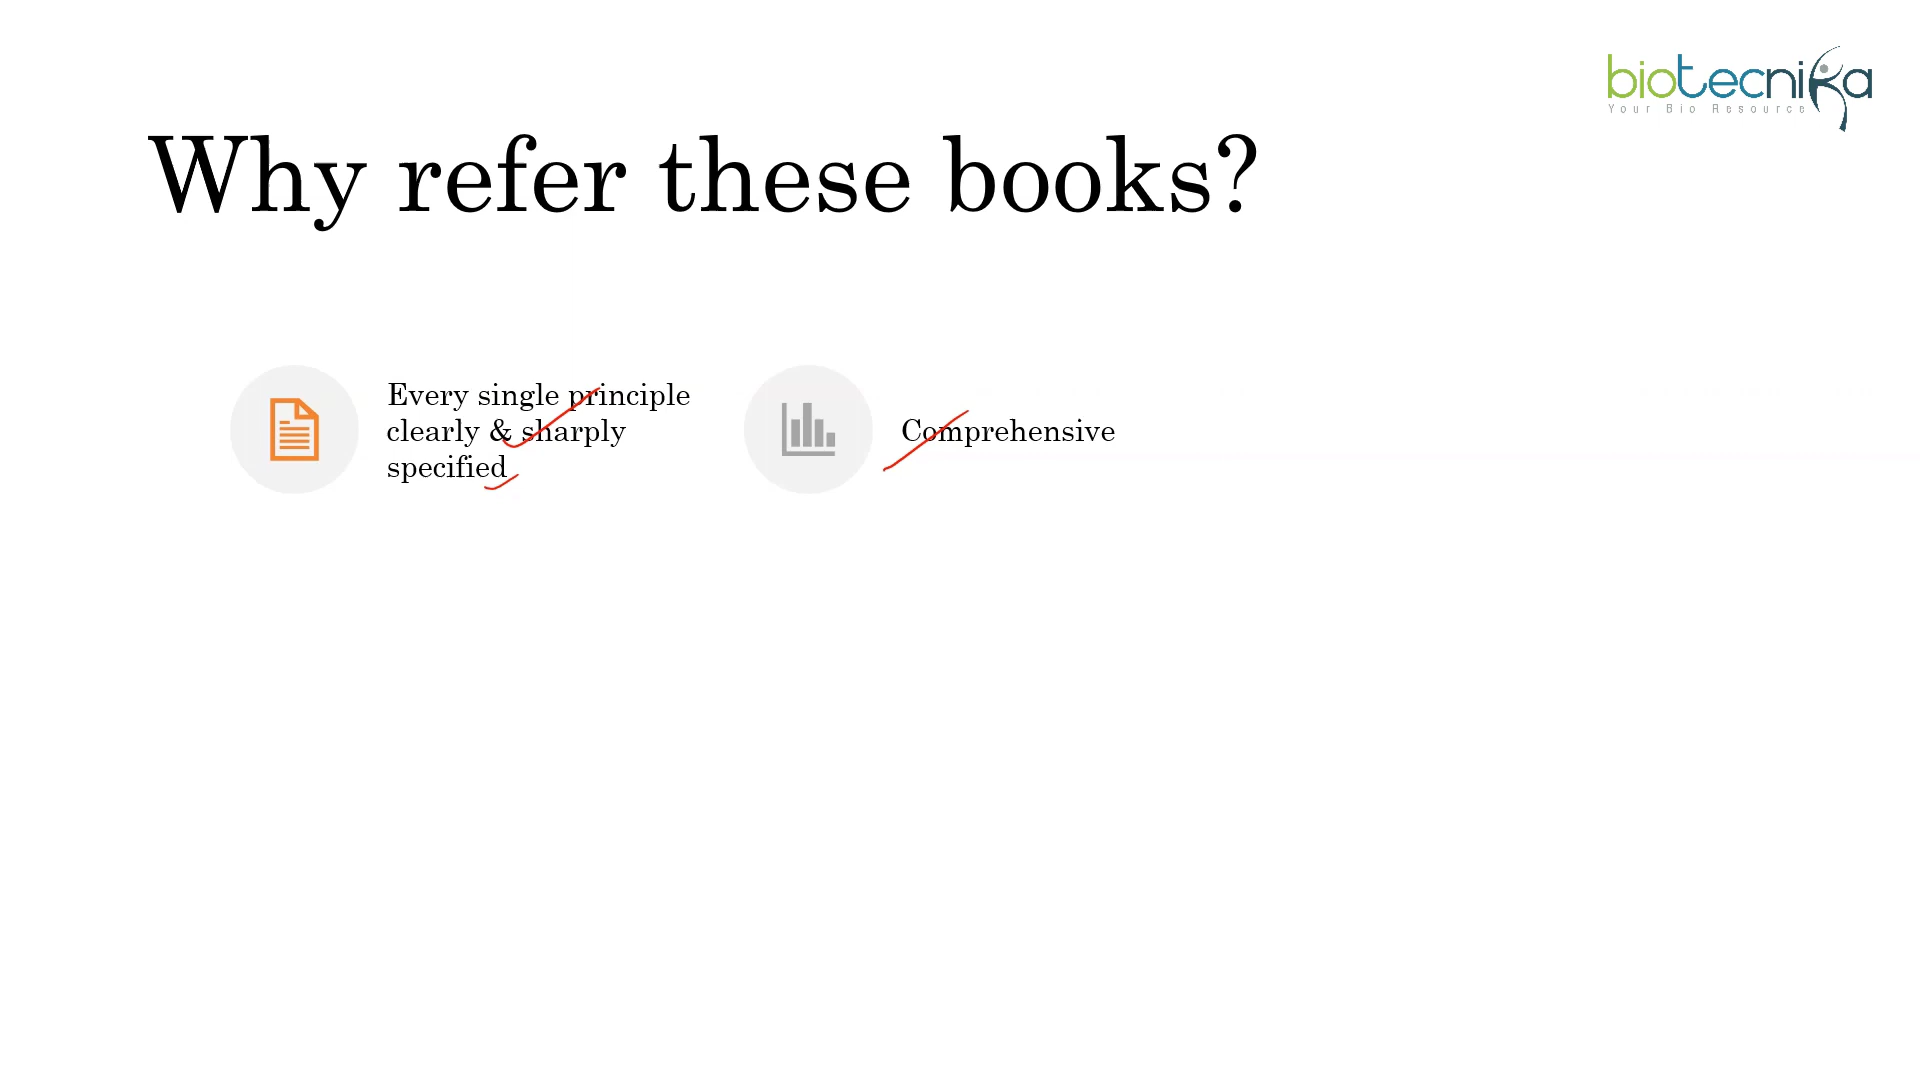 biotecnika
Your Bio Resource
Why refer these books?
Every single principle
clearly & sharply
specified
Comprehensive